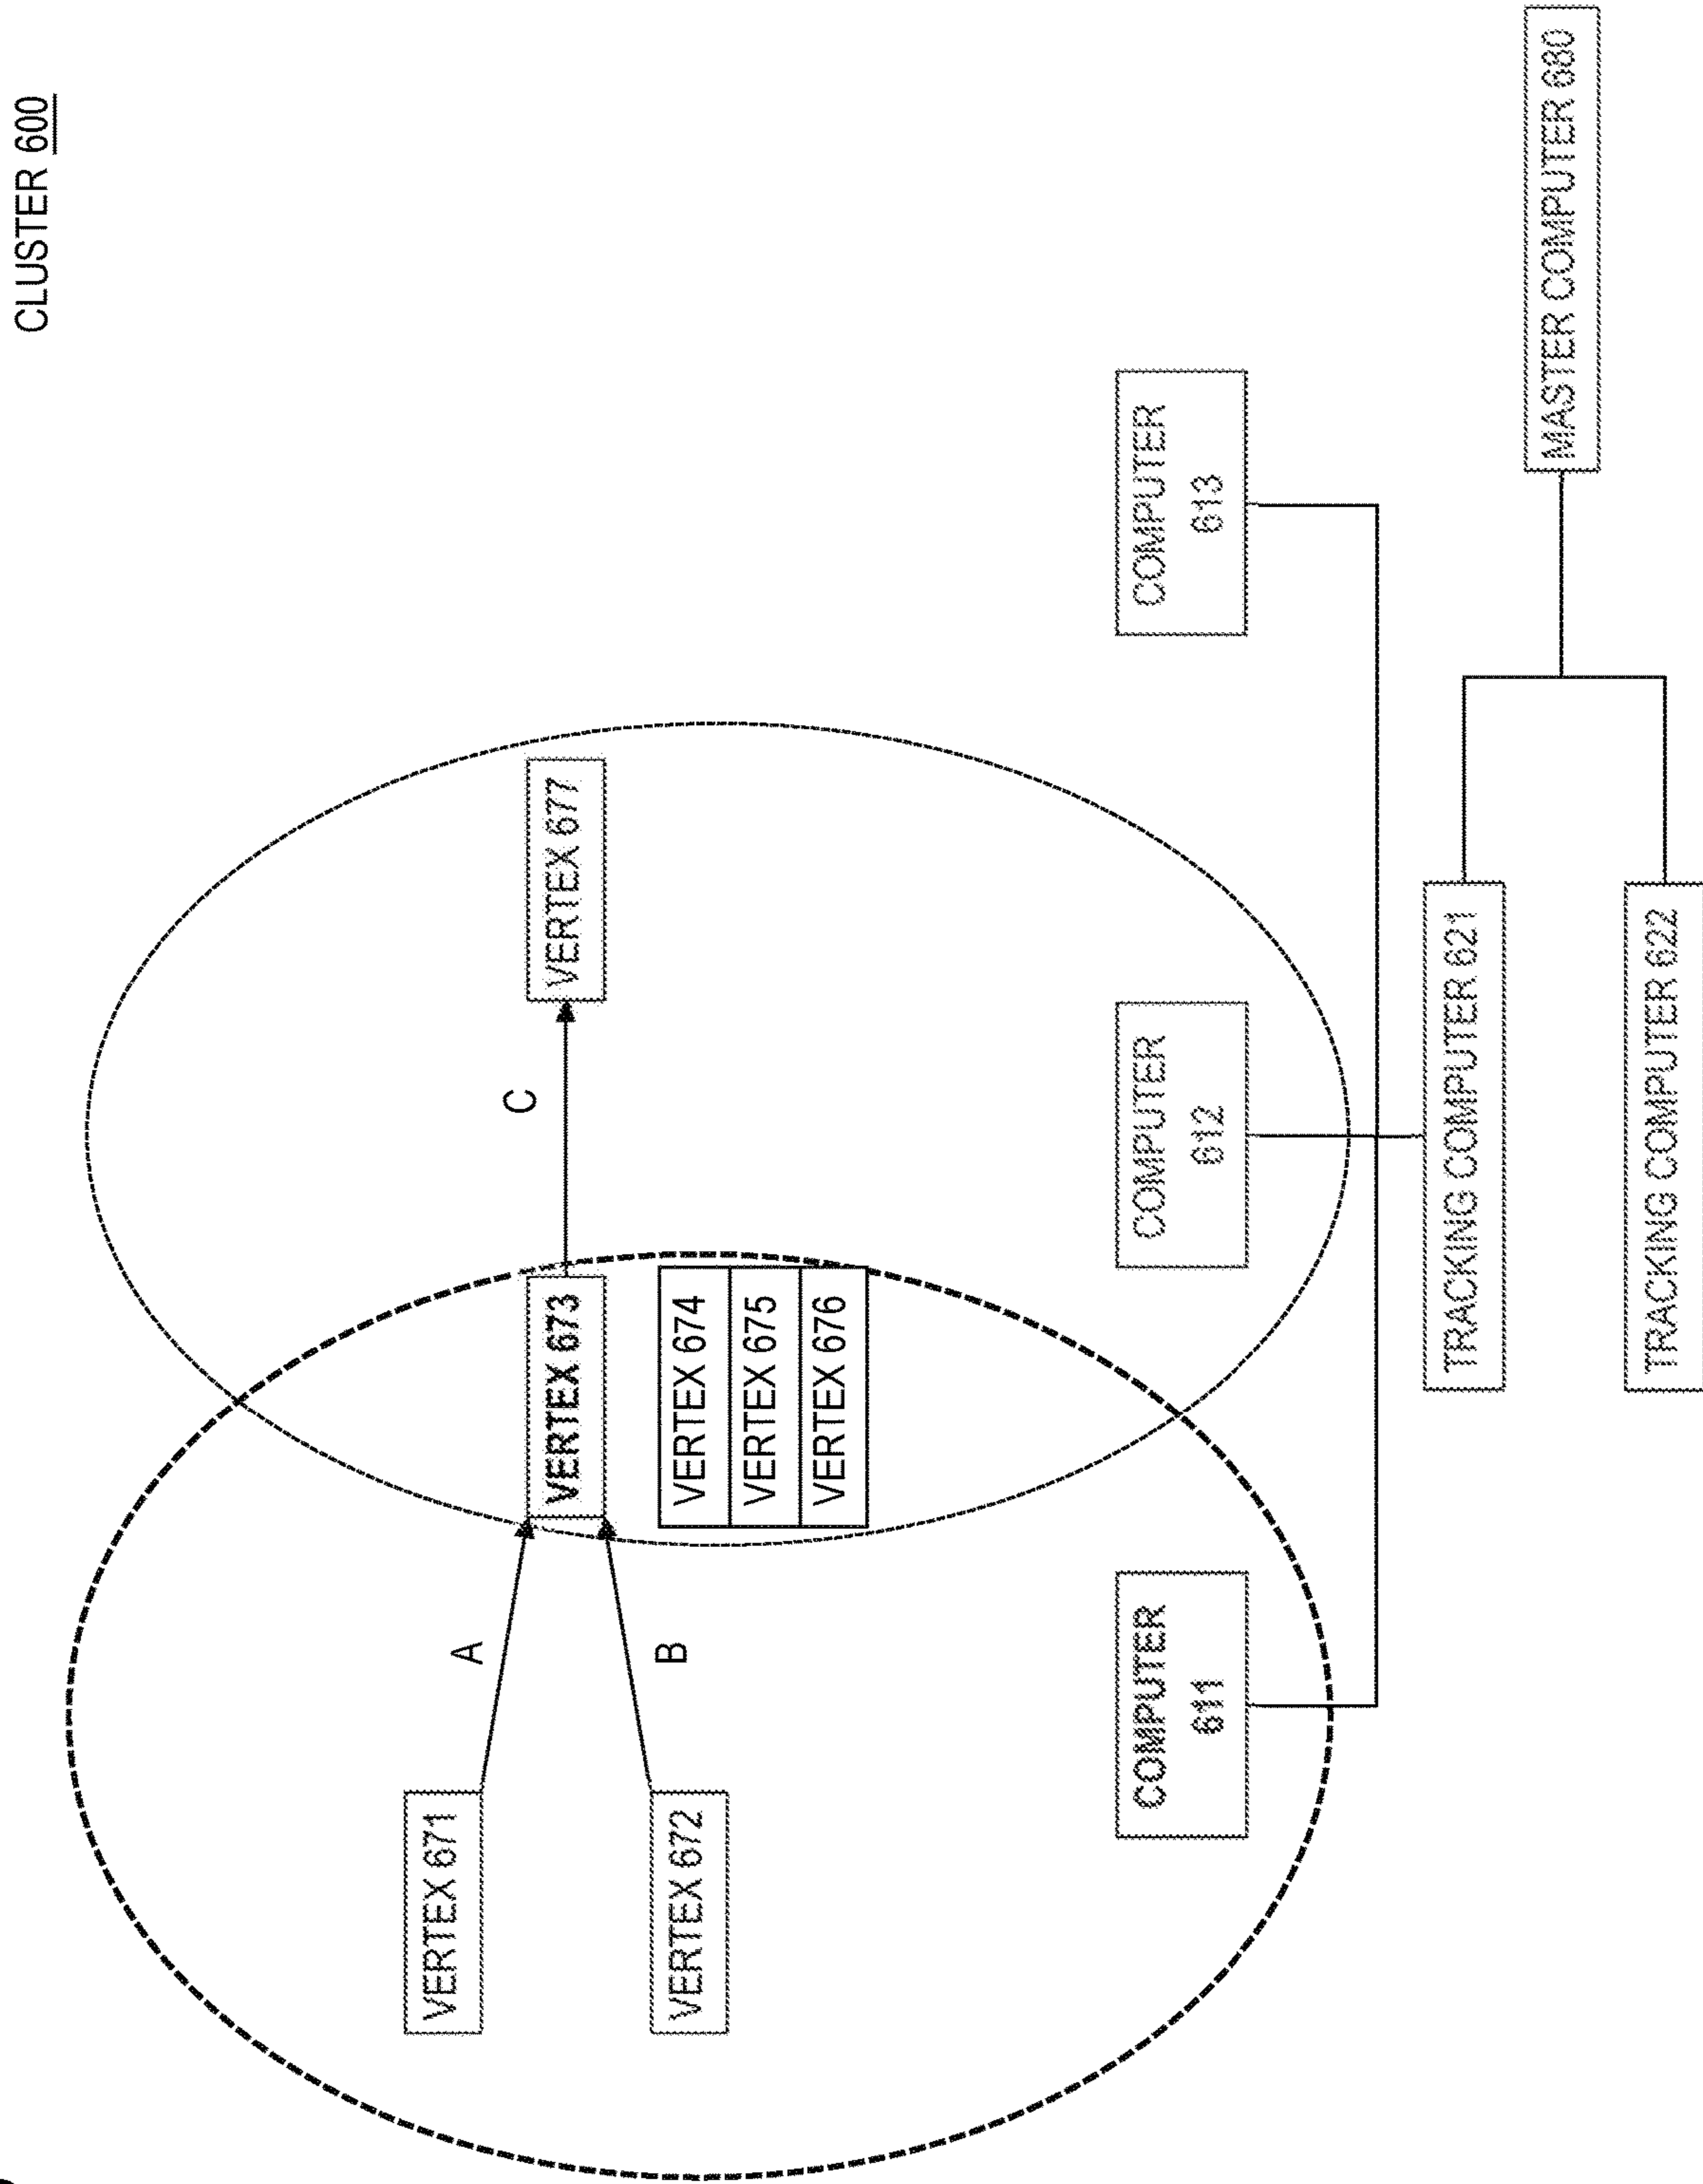 CLUSTER 600
VERTEX 671
VERTEX 672
A
B
VERTEX 673
VERTEX 674
VERTEX 675
VERTEX 676
C
VERTEX 677
COMPUTER
611
COMPUTER
612
COMPUTER
613
TRACKING COMPUTER 621
TRACKING COMPUTER 622
MASTER COMPUTER 680